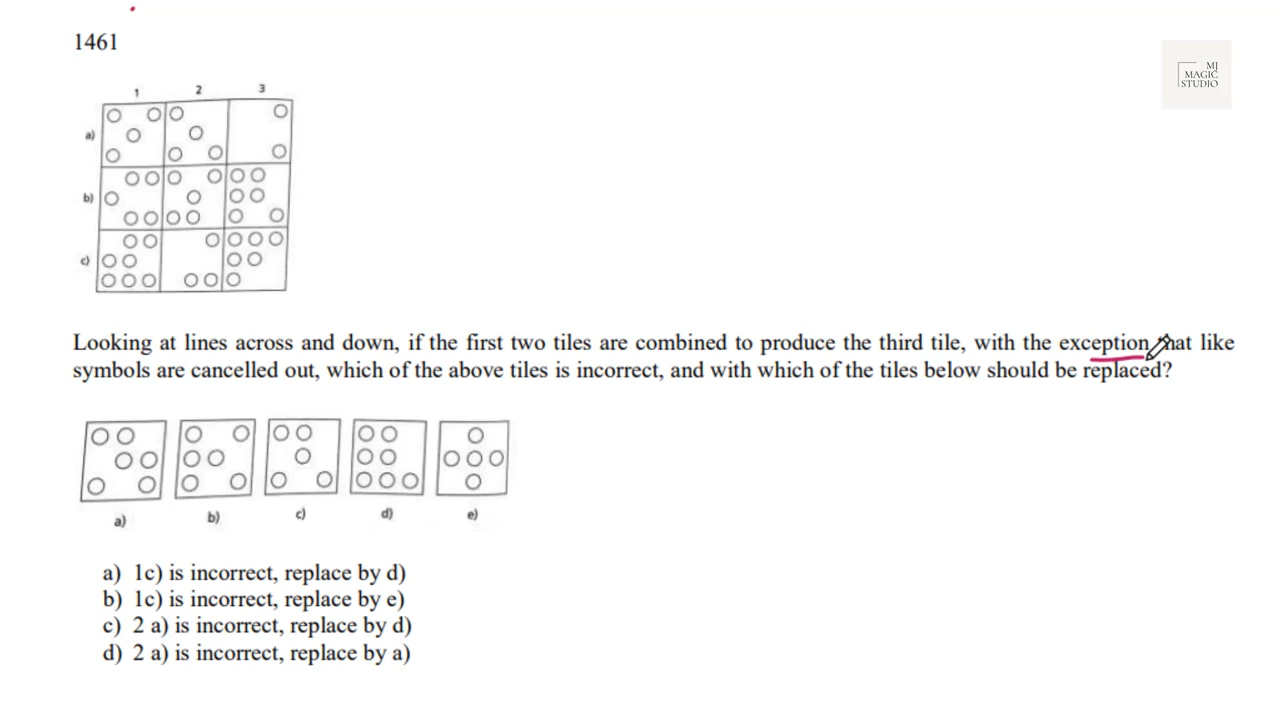 1461
MJ
MAGIC
STUDIO
1 2 3
a)
b)
c)
Looking at lines across and down, if the first two tiles are combined to produce the third tile, with the exception that like
symbols are cancelled out, which of the above tiles is incorrect, and with which of the tiles below should be replaced?
a) b) c) d) e)
a) 1c) is incorrect, replace by d)
b) 1c) is incorrect, replace by e)
c) 2 a) is incorrect, replace by d)
d) 2 a) is incorrect, replace by a)